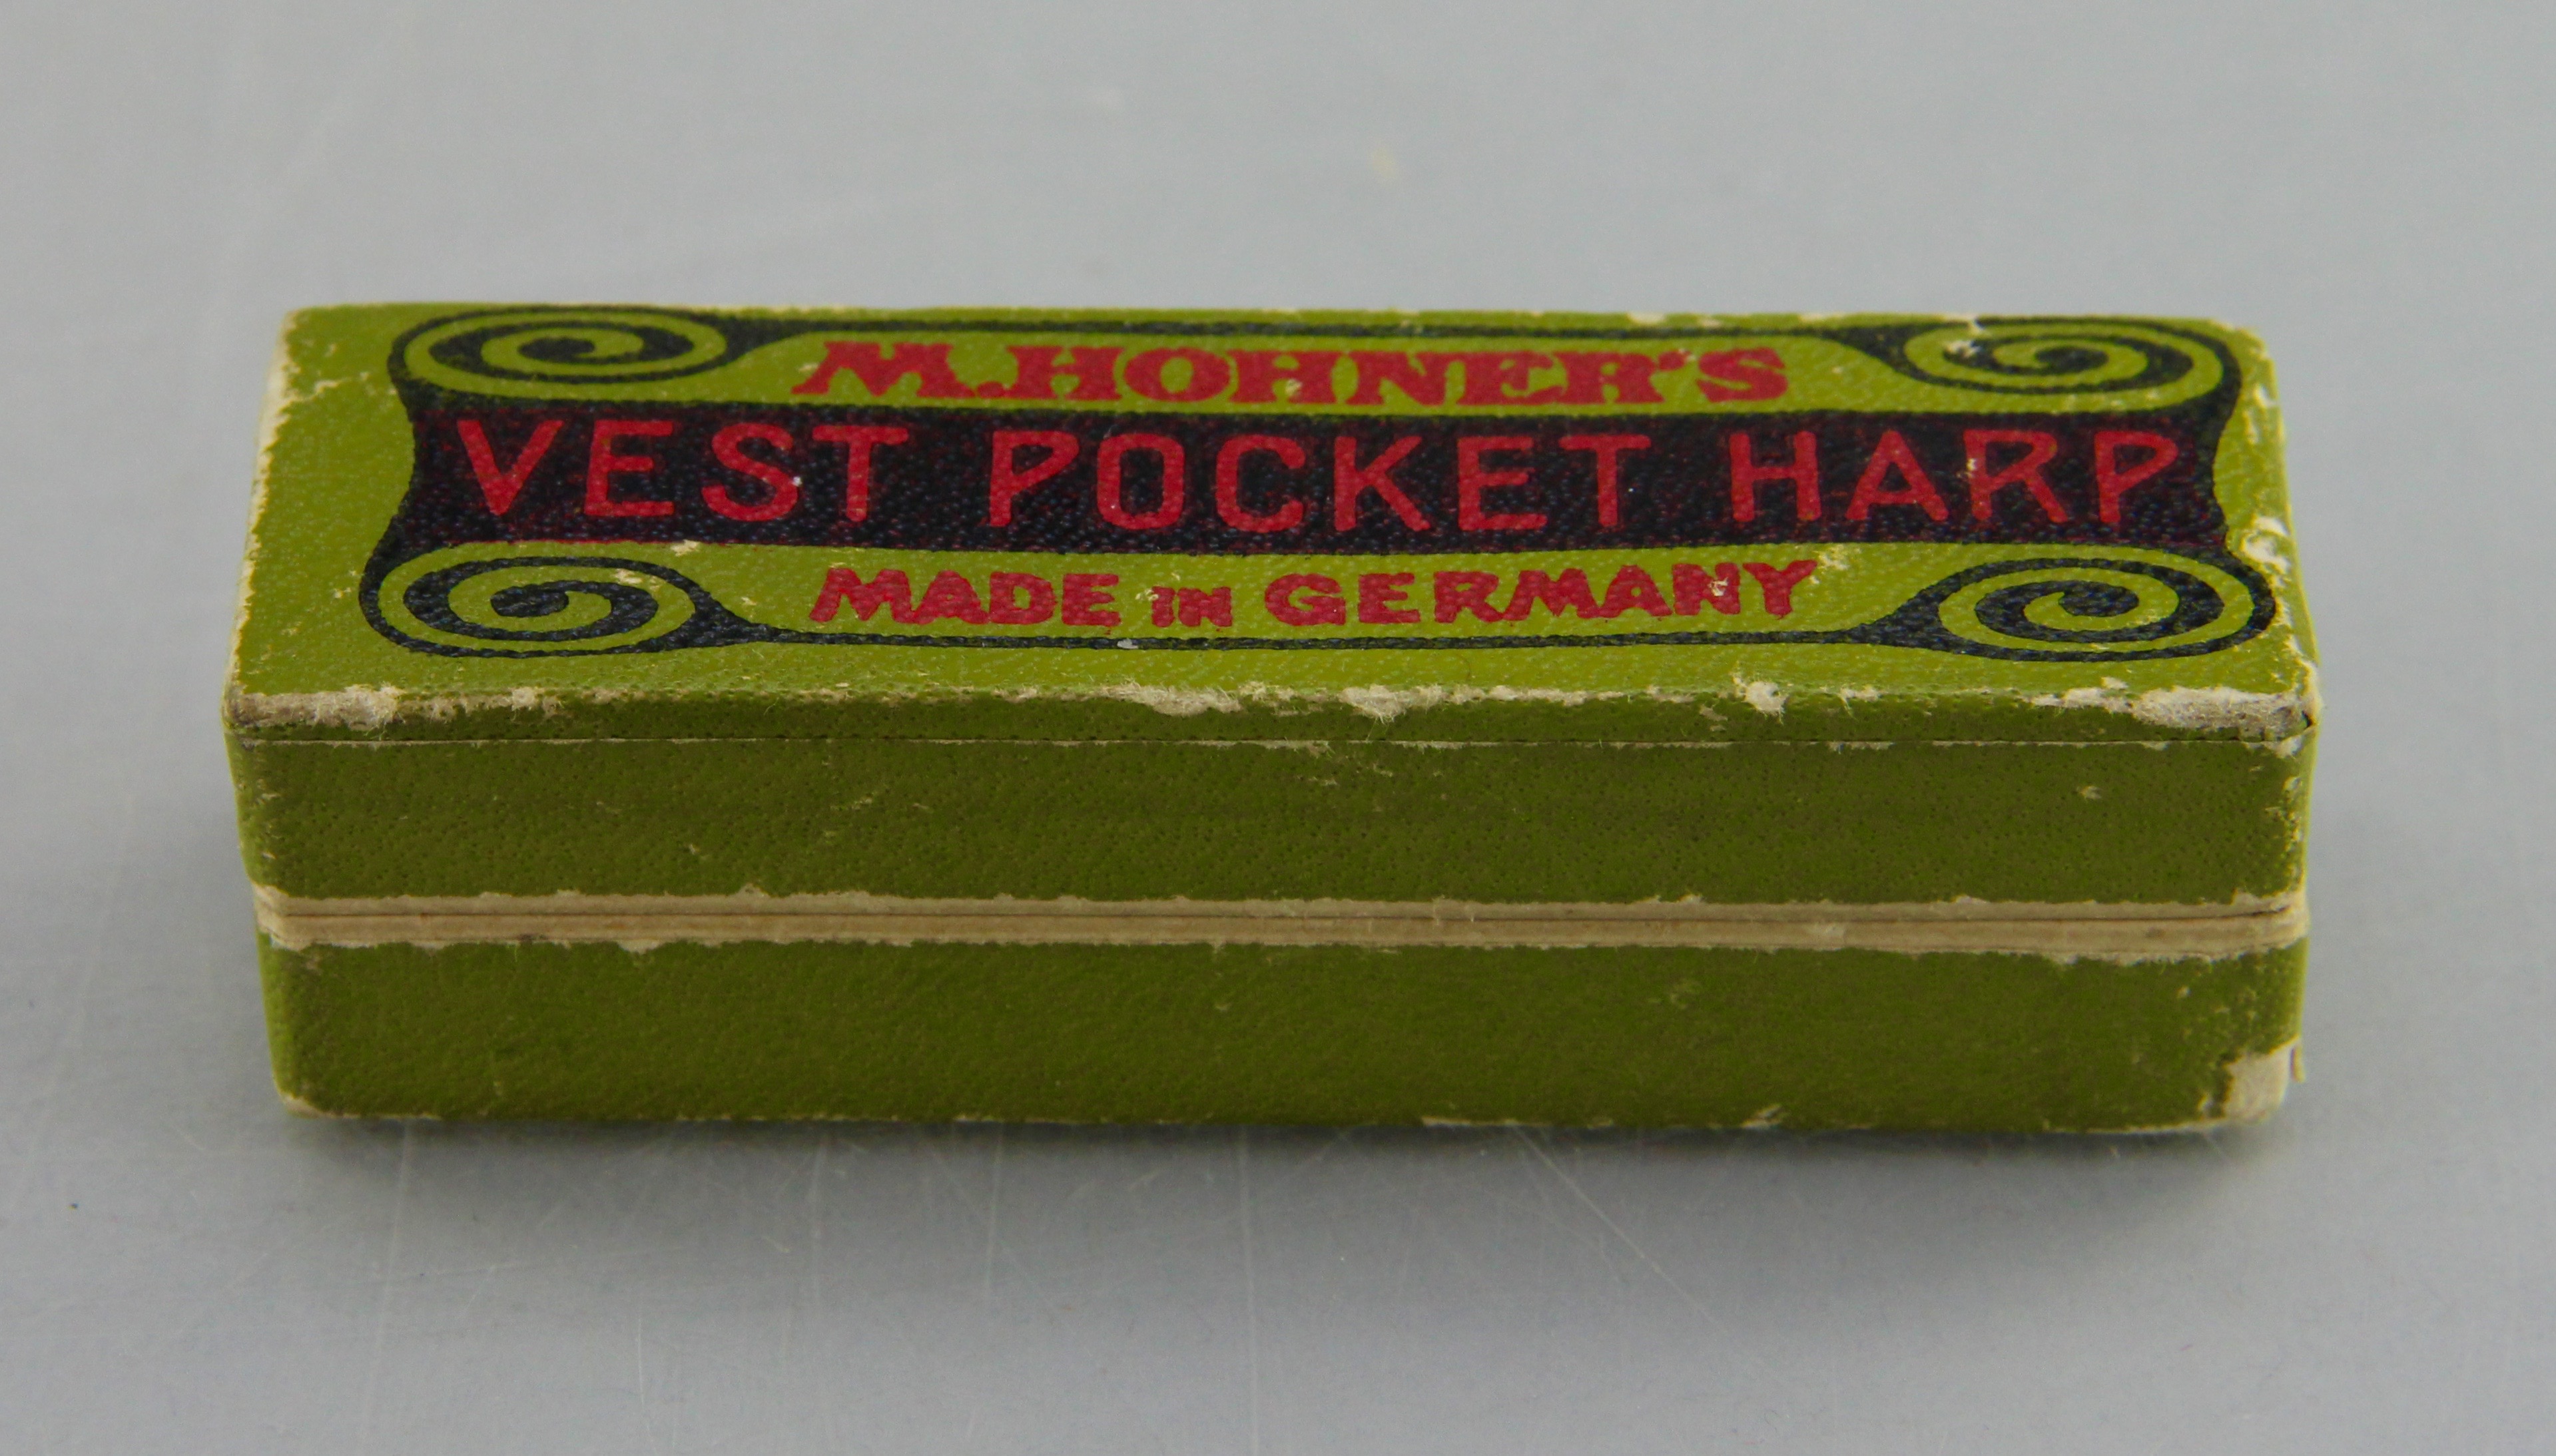 M.HOHNER'S
VEST POCKET HARP
MADE IN GERMANY